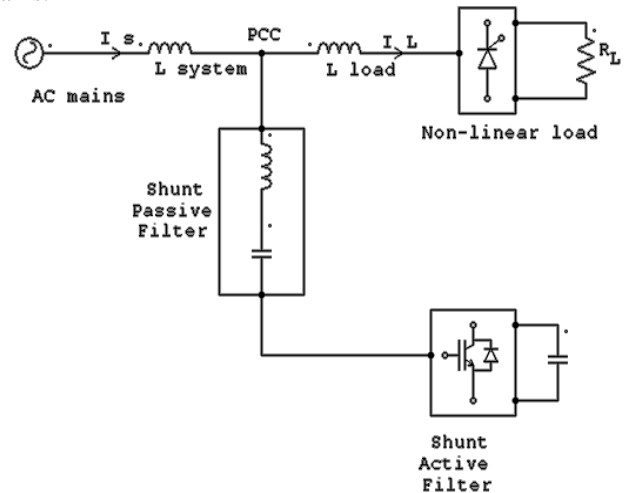 I s.
PCC
I L
L system
L load
R L
AC mains
Non-linear load
Shunt
Passive
Filter
Shunt
Active
Filter